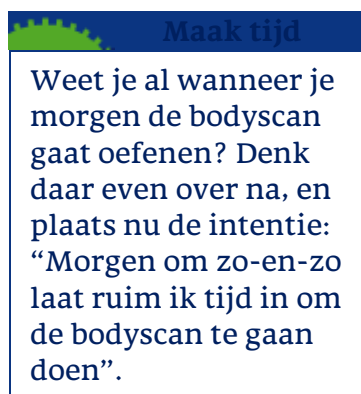 Maak tijd
Weet je al wanneer je
morgen de bodyscan
gaat oefenen? Denk
daar even over na, en
plaats nu de intentie:
“Morgen om zo-en-zo
laat ruim ik tijd in om
de bodyscan te gaan
doen”.